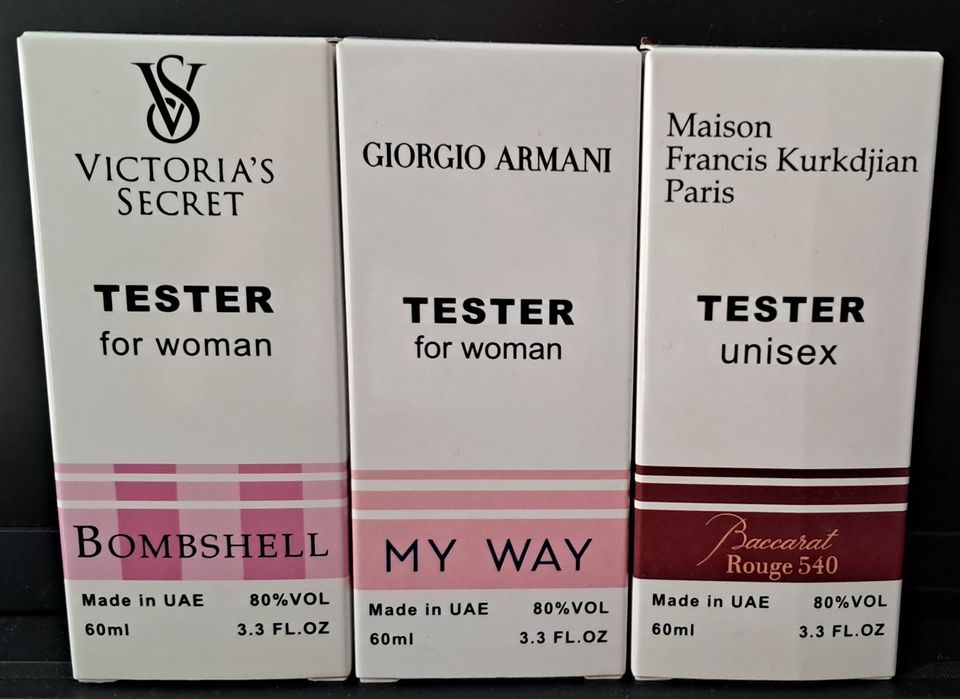 VS
VICTORIA'S
SECRET
TESTER
for woman
BOMBSHELL
Made in UAE 80%VOL
60ml 3.3 FL.OZ
GIORGIO ARMANI
TESTER
for woman
MY WAY
Made in UAE 80%VOL
60ml 3.3 FL.OZ
Maison
Francis Kurkdjian
Paris
TESTER
unisex
Baccarat
Rouge 540
Made in UAE 80%VOL
60ml 3.3 FL.OZ